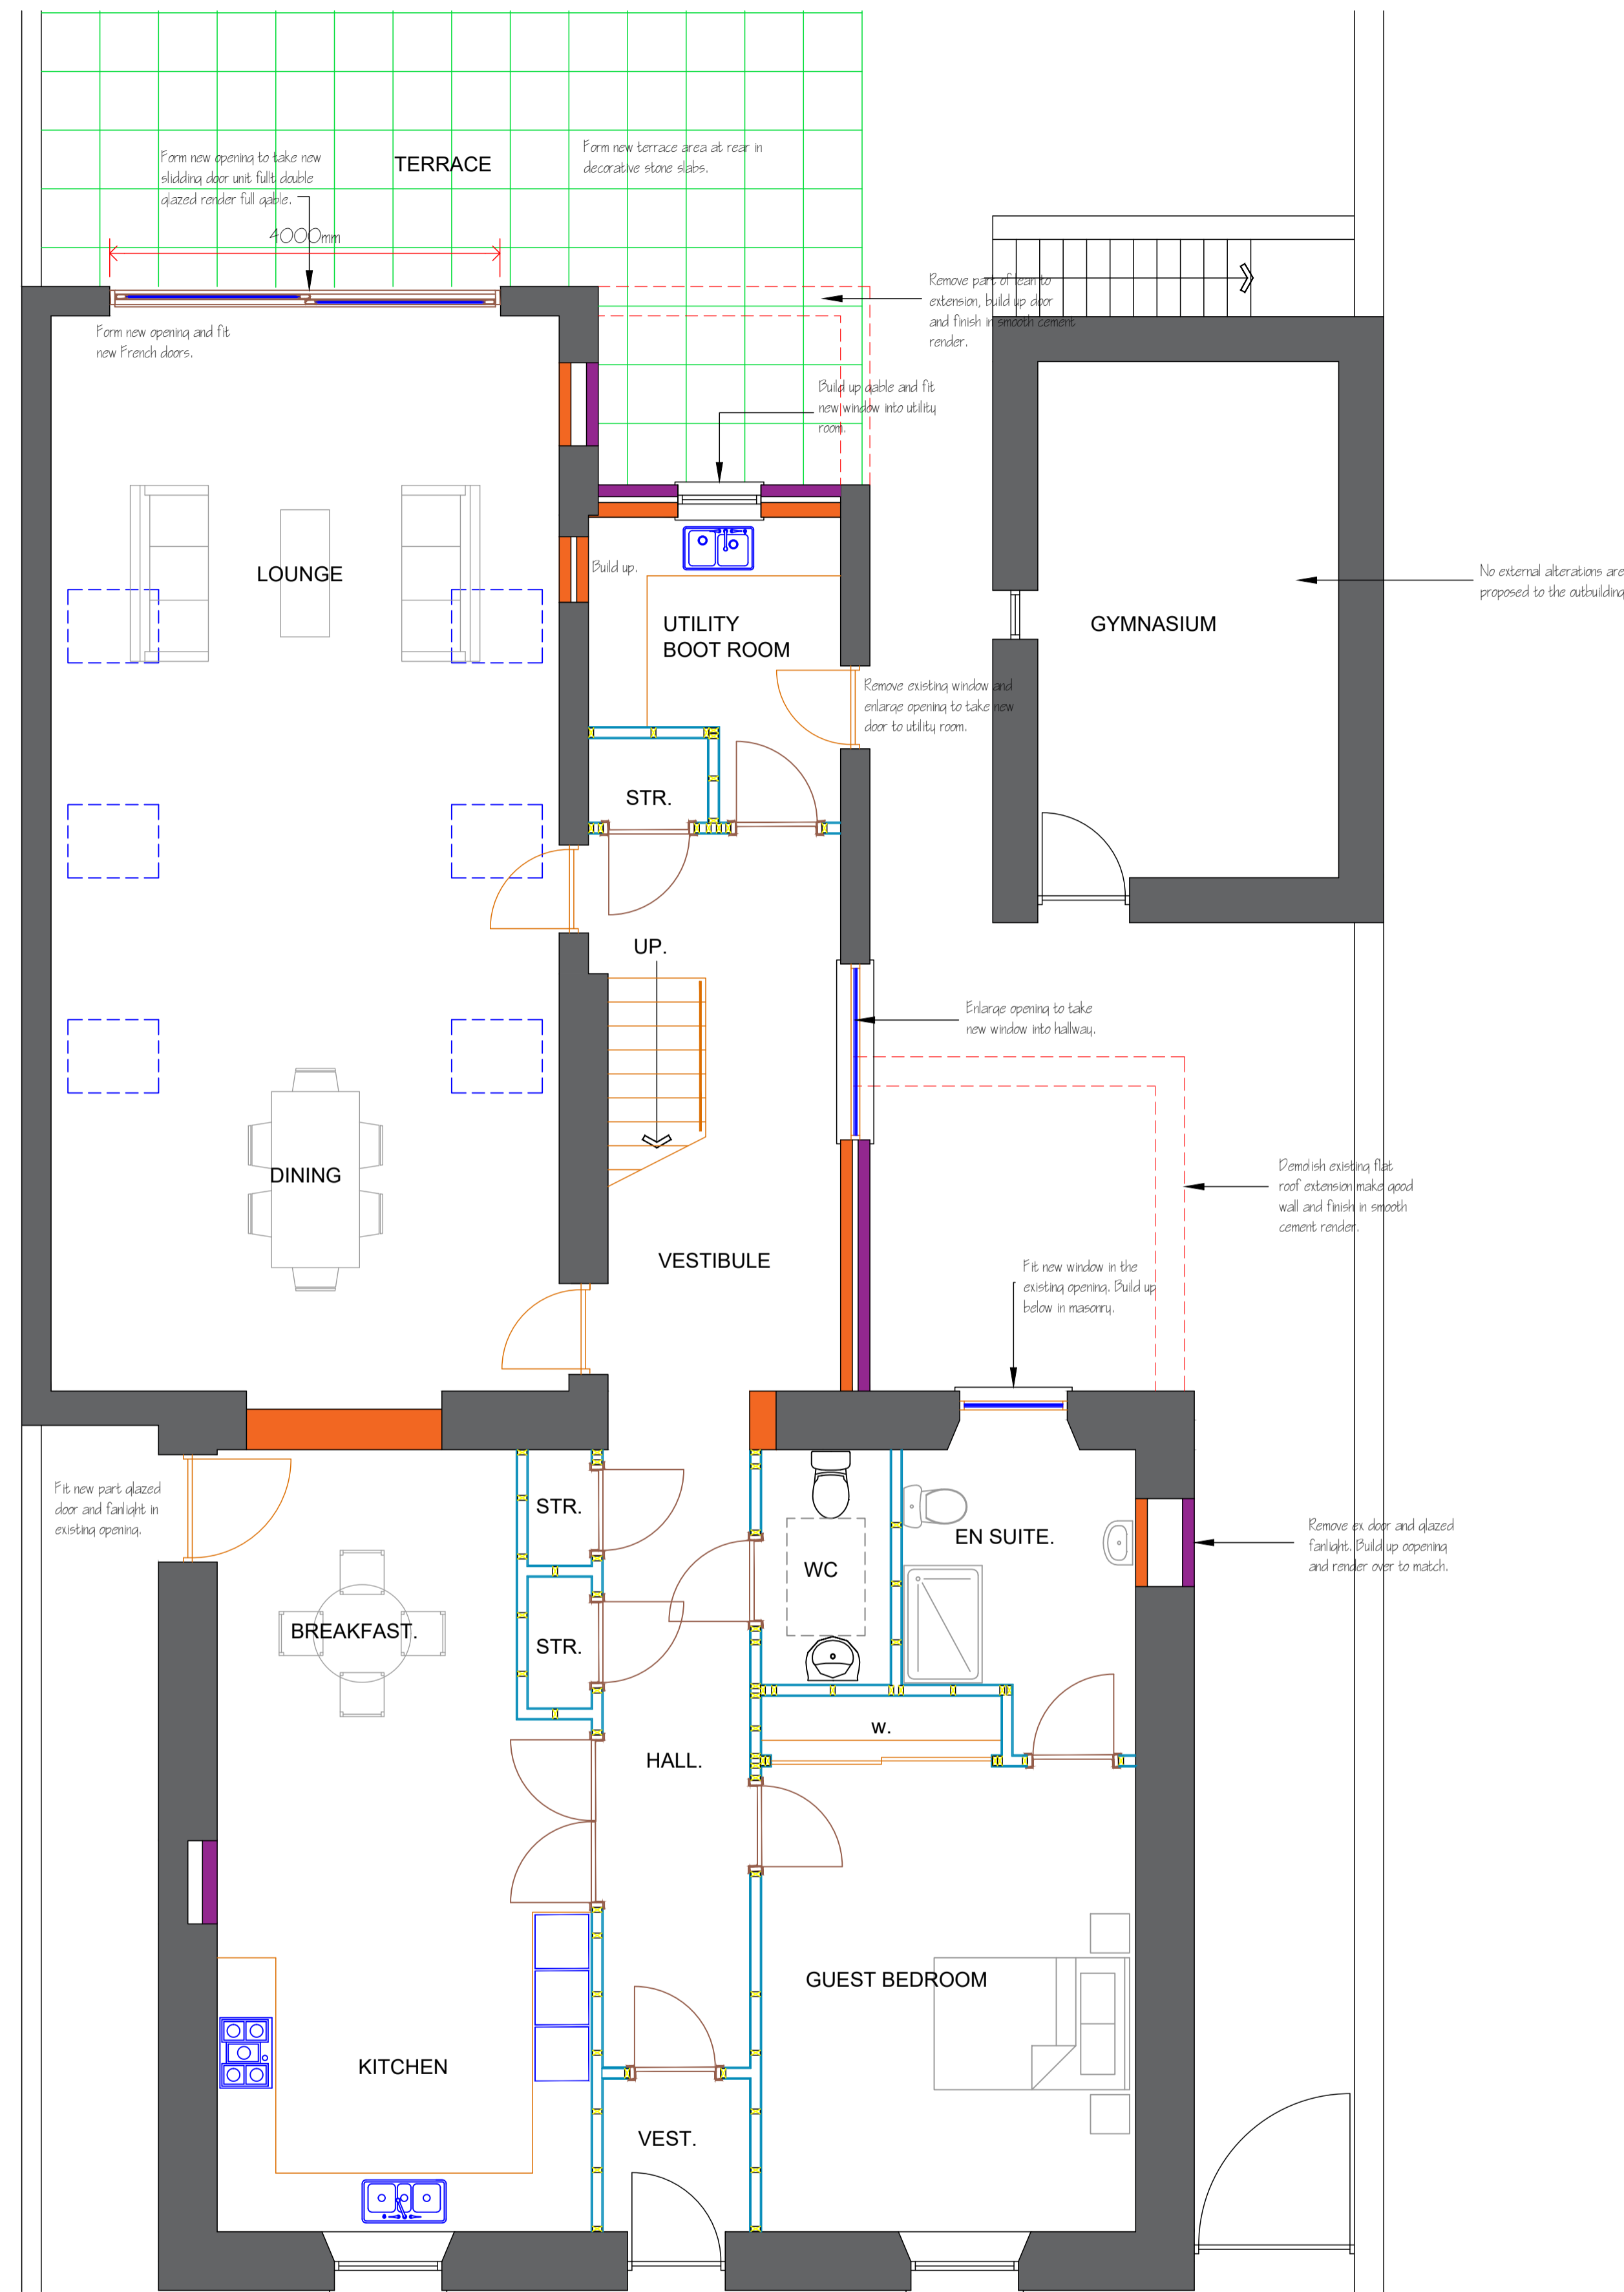 Form new opening to take new
slidding door unit fullt double
glazed render full gable.
TERRACE
Form new terrace area at rear in
decorative stone slabs.
4000mm
Form new opening and fit
new French doors.
Remove part of lean to
extension, build up door
and finish in smooth cement
render.
Build up gable and fit
new window into utility
room.
LOUNGE
Build up.
UTILITY
BOOT ROOM
GYMNASIUM
No external alterations are
proposed to the outbuilding
Remove existing window and
enlarge opening to take new
door to utility room.
STR.
UP.
Enlarge opening to take
new window into hallway.
DINING
VESTIBULE
Demolish existing flat
roof extension make good
wall and finish in smooth
cement render.
Fit new window in the
existing opening. Build up
below in masonry.
Fit new part glazed
door and fanlight in
existing opening.
STR.
WC
EN SUITE.
Remove ex door and glazed
fanlight. Build up oopening
and render over to match.
BREAKFAST.
STR.
w.
HALL.
GUEST BEDROOM
KITCHEN
VEST.